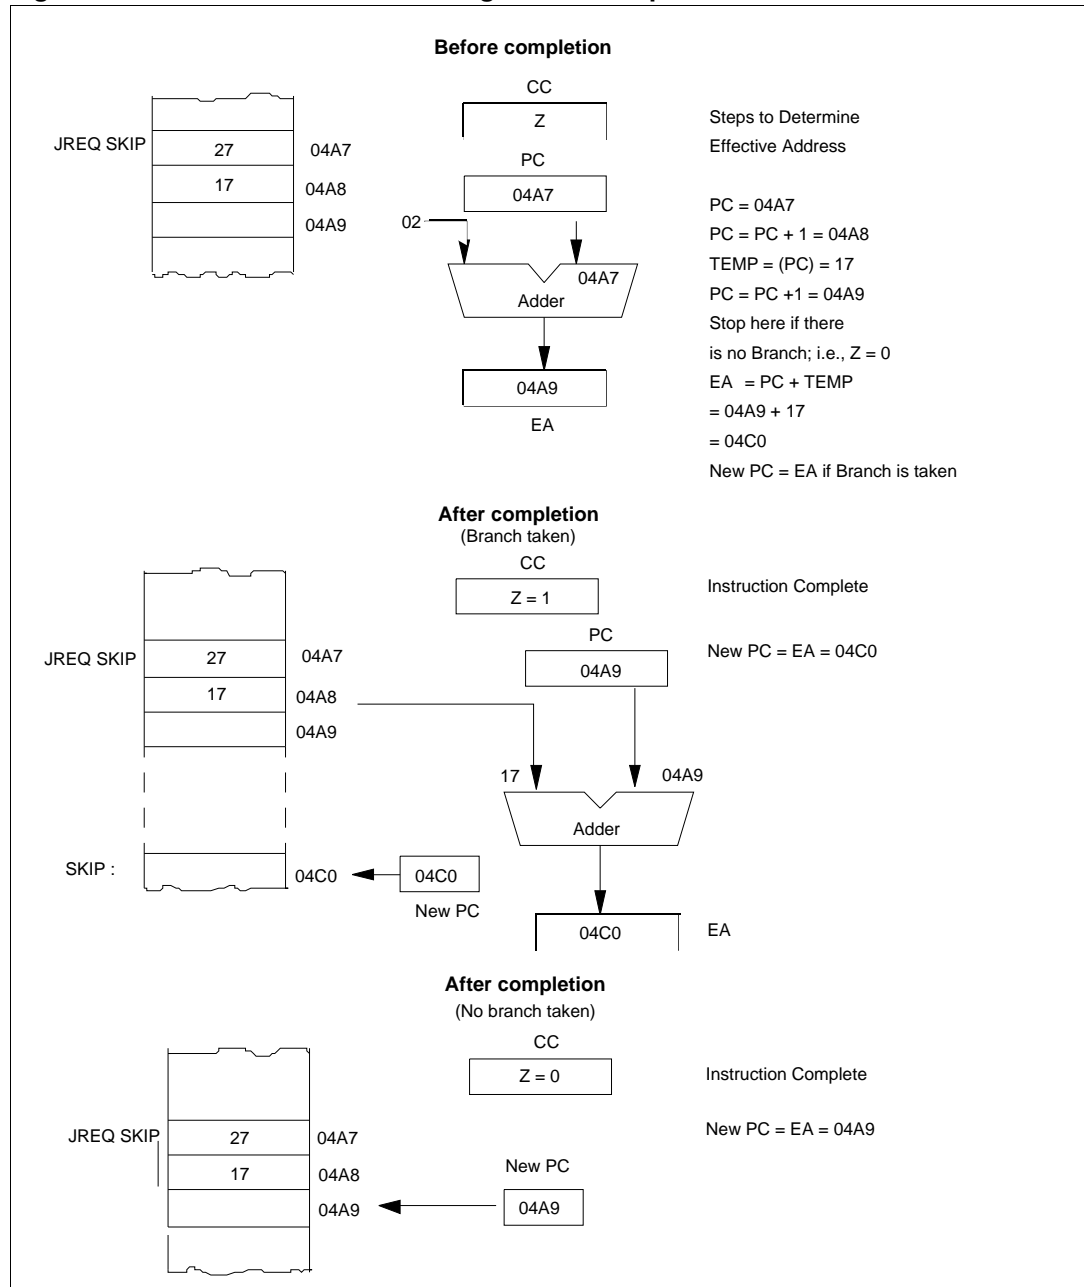 Before completion
CC
Z
JREQ SKIP
27
04A7
17
04A8
04A9
PC
04A7
02
04A7
Adder
04A9
EA
Steps to Determine
Effective Address
PC = 04A7
PC = PC + 1 = 04A8
TEMP = (PC) = 17
PC = PC +1 = 04A9
Stop here if there
is no Branch; i.e., Z = 0
EA = PC + TEMP
= 04A9 + 17
= 04C0
New PC = EA if Branch is taken
After completion
(Branch taken)
CC
Z = 1
Instruction Complete
PC
04A9
New PC = EA = 04C0
JREQ SKIP
27
04A7
17
04A8
04A9
17
04A9
Adder
SKIP :
04C0
04C0
New PC
04C0
EA
After completion
(No branch taken)
CC
Z = 0
Instruction Complete
New PC = EA = 04A9
JREQ SKIP
27
04A7
17
04A8
04A9
New PC
04A9